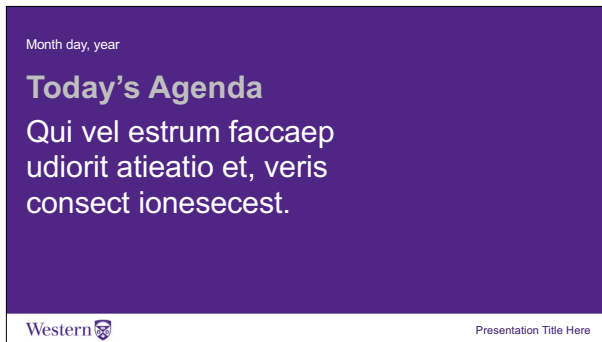 Month day, year
Today’s Agenda
Qui vel estrum faccaep
udiorit atieatio et, veris
consect ionesecest.
Western
Presentation Title Here